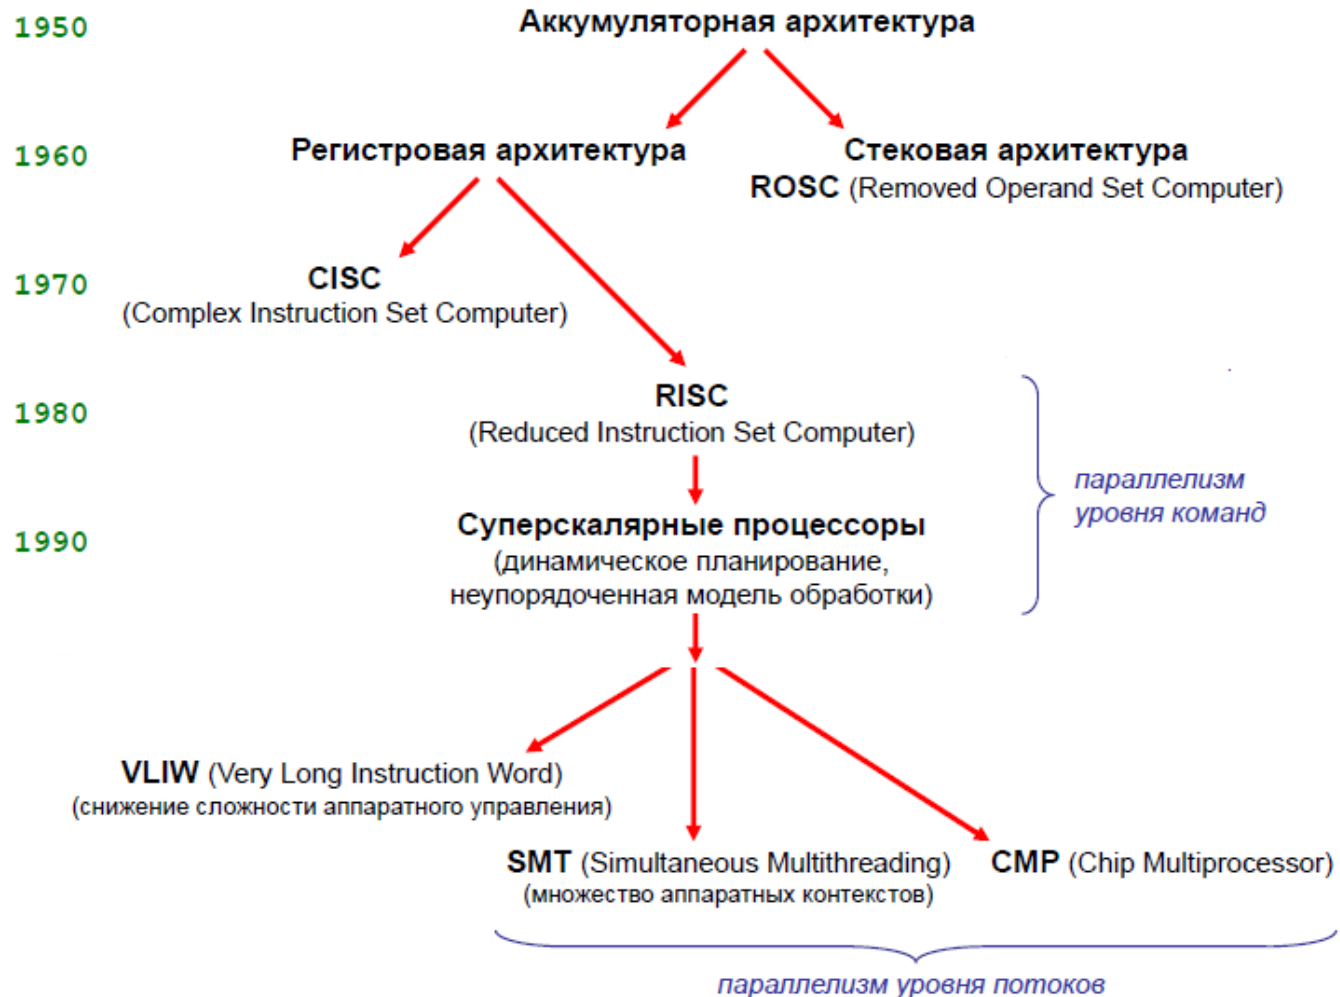 1950
Аккумуляторная архитектура
1960
Регистровая архитектура
Стековая архитектура
ROSC (Removed Operand Set Computer)
1970
CISC
(Complex Instruction Set Computer)
1980
RISC
(Reduced Instruction Set Computer)
параллелизм
уровня команд
1990
Суперскалярные процессоры
(динамическое планирование,
неупорядоченная модель обработки)
VLIW (Very Long Instruction Word)
(снижение сложности аппаратного управления)
SMT (Simultaneous Multithreading)
(множество аппаратных контекстов)
CMP (Chip Multiprocessor)
параллелизм уровня потоков